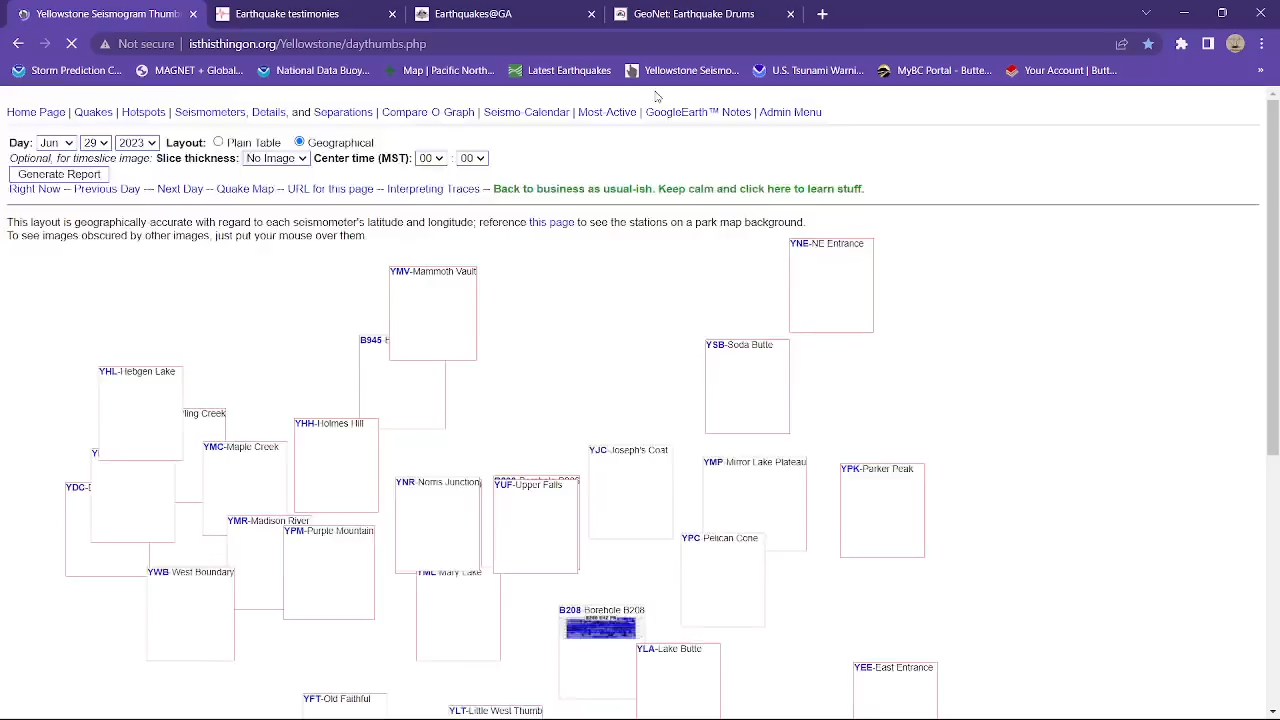 Yellowstone Seismogram Thumb
Earthquake testimonies
Earthquakes@GA
GeoNet: Earthquake Drums
Not secure
isthisthingon.org/Yellowstone/daythumbs.php
Storm Prediction C...
MAGNET + Global...
National Data Buoy...
Map | Pacific North...
Latest Earthquakes
Yellowstone Seismo...
U.S. Tsunami Warni...
MyBC Portal - Butte...
Your Account | Butt...
Home Page | Quakes | Hotspots | Seismometers, Details, and Separations | Compare-O-Graph | Seismo-Calendar | Most-Active | GoogleEarth™ Notes | Admin Menu
Day: Jun 29 2023 Layout: Plain Table Geographical
Optional, for timeslice image: Slice thickness: No Image Center time (MST): 00 : 00
Generate Report
Right Now -- Previous Day --- Next Day -- Quake Map -- URL for this page -- Interpreting Traces -- Back to business as usual-ish. Keep calm and click here to learn stuff.
This layout is geographically-accurate with regard to each seismometer's latitude and longitude; reference this page to see the stations on a park map background.
To see images obscured by other images, just put your mouse over them.
YNE-NE Entrance
YMV-Mammoth Vault
B945
YSB-Soda Butte
YHL-Hebgen Lake
ling Creek
YHH-Holmes Hill
YMC-Maple Creek
YJC-Joseph's Coat
YMP-Mirror Lake Plateau
YPK-Parker Peak
YDC-
YNR-Norris Junction
YUF-Upper Falls
YMR-Madison River
YPM-Purple Mountain
YPC-Pelican Cone
YWB-West Boundary
YML-Mary Lake
B208-Borehole B208
YLA-Lake Butte
YEE-East Entrance
YFT-Old Faithful
YLT-Little West Thumb